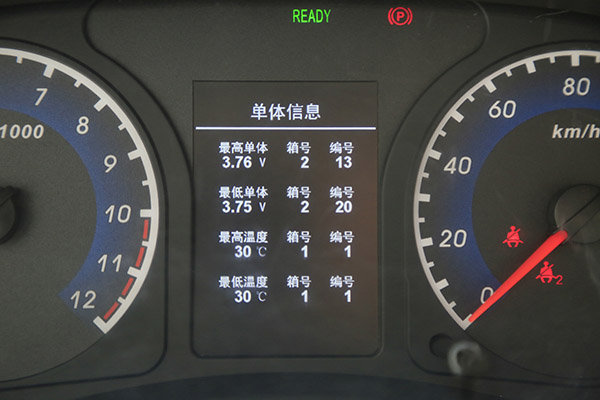 READY
P
7
8
9
10
11
12
1000
单体信息
最高单体 箱号 编号
3.76 V 2 13
最低单体 箱号 编号
3.75 V 2 20
最高温度 箱号 编号
30 ℃ 1 1
最低温度 箱号 编号
30 ℃ 1 1
80
60
km/h
40
20
0
2